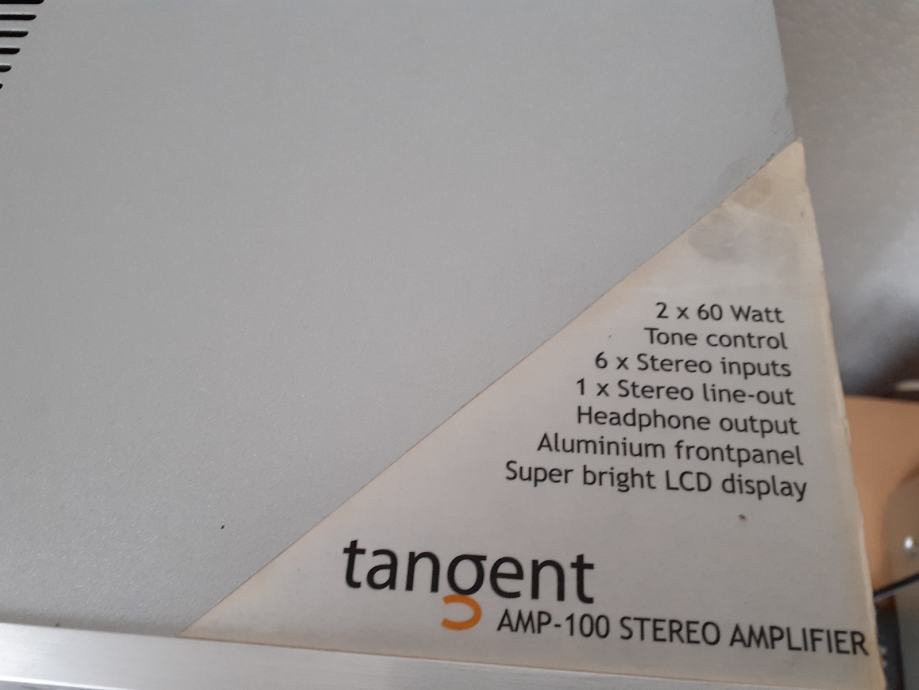 2 x 60 Watt
Tone control
6 x Stereo inputs
1 x Stereo line-out
Headphone output
Aluminium frontpanel
Super bright LCD display
tangent
AMP-100 STEREO AMPLIFIER